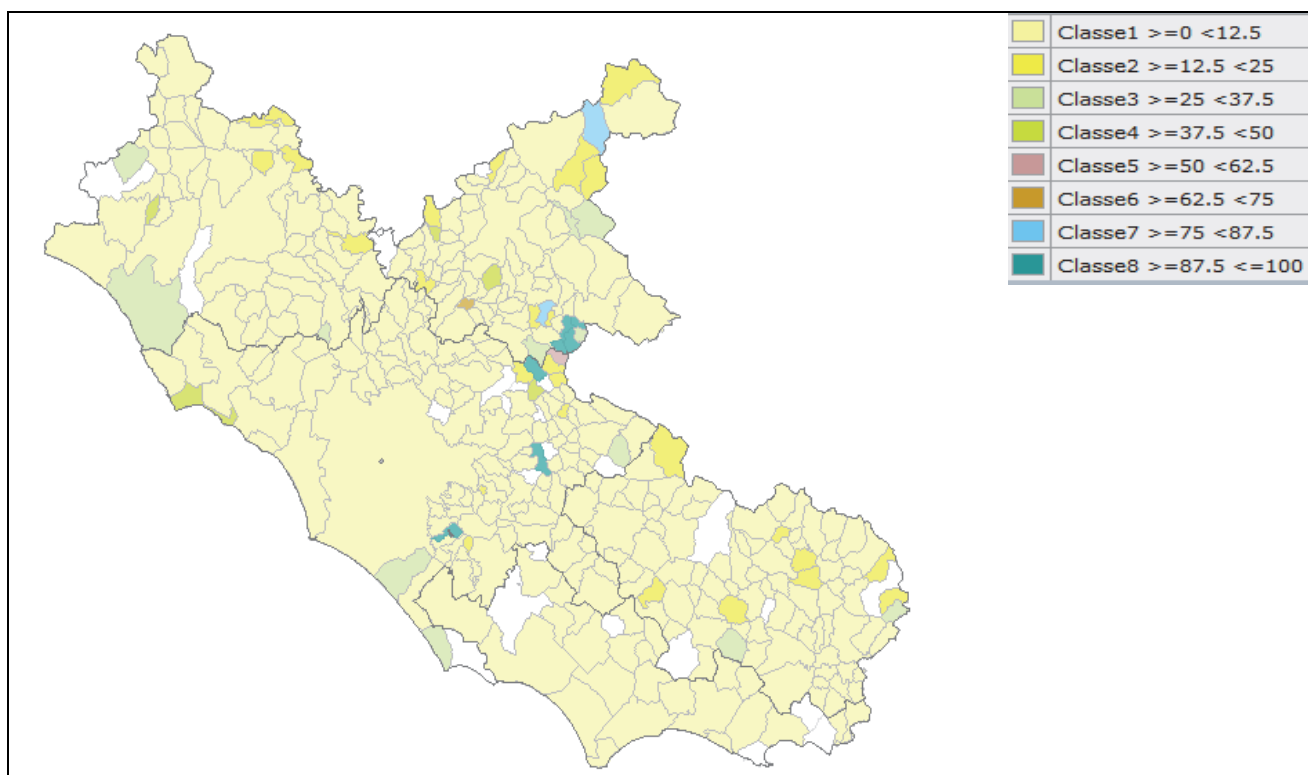 Classe1 >=0 <12.5
Classe2 >=12.5 <25
Classe3 >=25 <37.5
Classe4 >=37.5 <50
Classe5 >=50 <62.5
Classe6 >=62.5 <75
Classe7 >=75 <87.5
Classe8 >=87.5 <=100